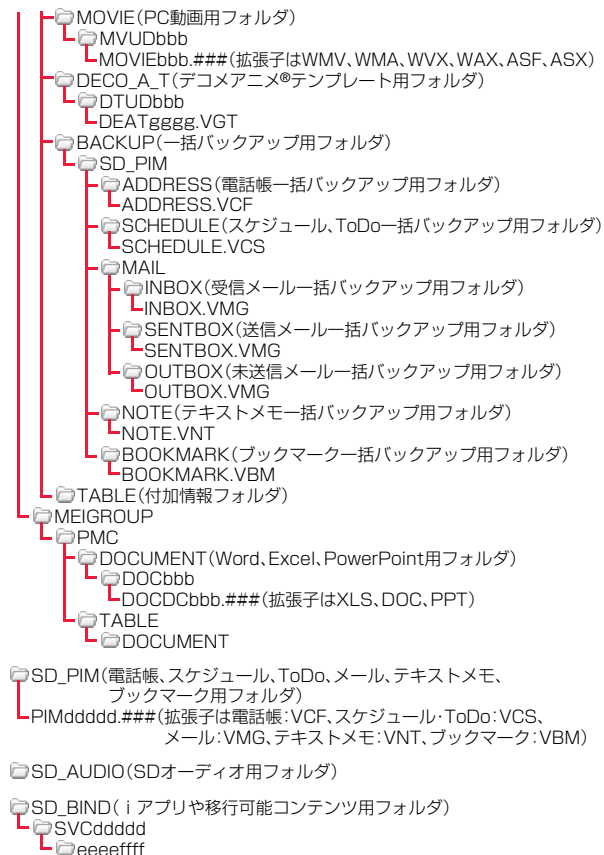 MOVIE(PC動画用フォルダ)
MVUDbbb
MOVIEbbb.###(拡張子はWMV、WMA、WVX、WAX、ASF、ASX)
DECO_A_T(デコメアニメ®テンプレート用フォルダ)
DTUDbbb
DEATgggg.VGT
BACKUP(一括バックアップ用フォルダ)
SD_PIM
ADDRESS(電話帳一括バックアップ用フォルダ)
ADDRESS.VCF
SCHEDULE(スケジュール、ToDo一括バックアップ用フォルダ)
SCHEDULE.VCS
MAIL
INBOX(受信メール一括バックアップ用フォルダ)
INBOX.VMG
SENTBOX(送信メール一括バックアップ用フォルダ)
SENTBOX.VMG
OUTBOX(未送信メール一括バックアップ用フォルダ)
OUTBOX.VMG
NOTE(テキストメモ一括バックアップ用フォルダ)
NOTE.VNT
BOOKMARK(ブックマーク一括バックアップ用フォルダ)
BOOKMARK.VBM
TABLE(付加情報フォルダ)
MEIGROUP
PMC
DOCUMENT(Word、Excel、PowerPoint用フォルダ)
DOCbbb
DOCDCbbb.###(拡張子はXLS、DOC、PPT)
TABLE
DOCUMENT
SD_PIM(電話帳、スケジュール、ToDo、メール、テキストメモ、
ブックマーク用フォルダ)
PIMddddd.###(拡張子は電話帳:VCF、スケジュール・ToDo:VCS、
メール:VMG、テキストメモ:VNT、ブックマーク:VBM)
SD_AUDIO(SDオーディオ用フォルダ)
SD_BIND(iアプリや移行可能コンテンツ用フォルダ)
SVCddddd
eeeeffff